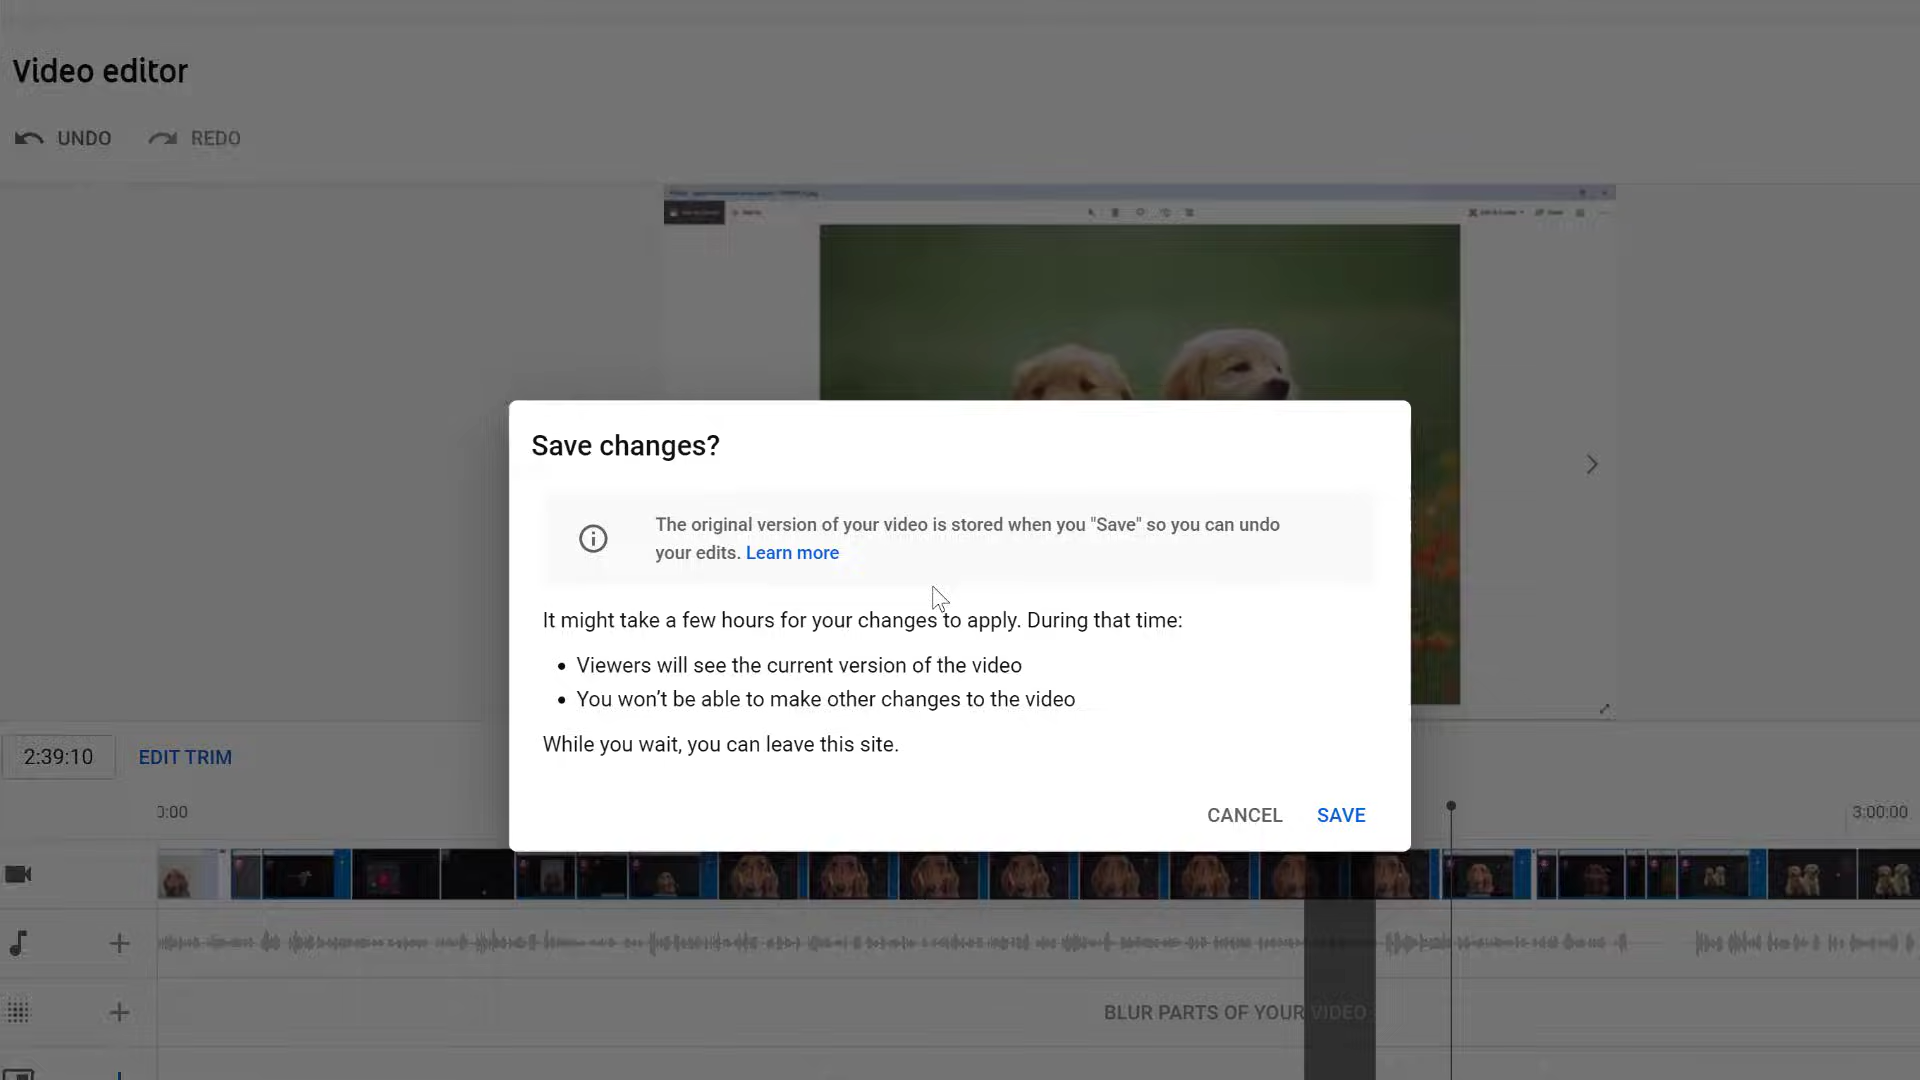 Video editor
UNDO REDO
Save changes?
The original version of your video is stored when you "Save" so you can undo
your edits. Learn more
It might take a few hours for your changes to apply. During that time:
• Viewers will see the current version of the video
• You won’t be able to make other changes to the video
While you wait, you can leave this site.
CANCEL SAVE
2:39:10 EDIT TRIM
0:00 3:00:00
BLUR PARTS OF YOUR VIDEO